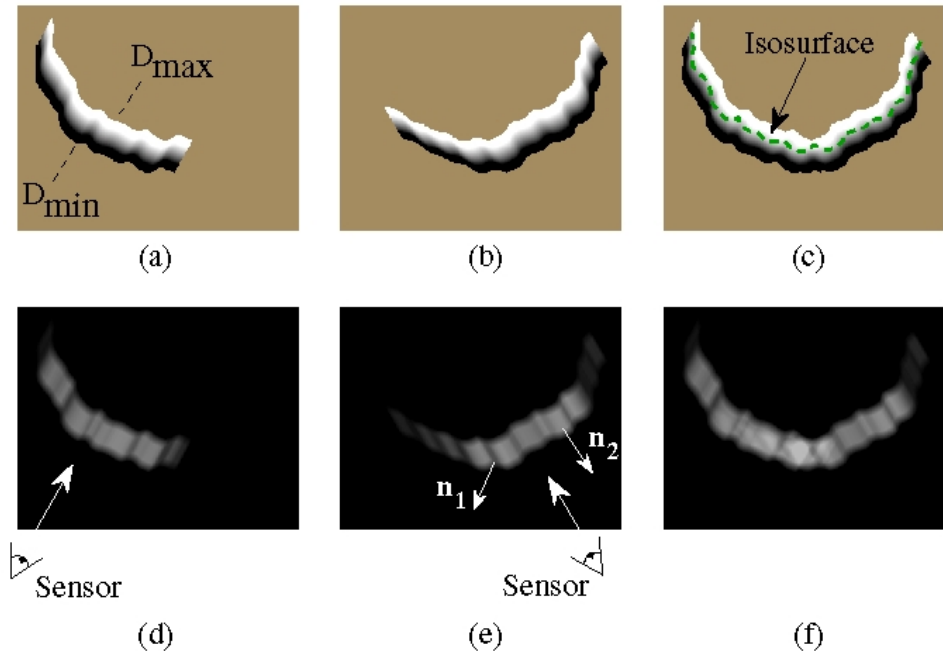 Dmax
Dmin
Isosurface
(a)
(b)
(c)
n1
n2
Sensor
Sensor
(d)
(e)
(f)